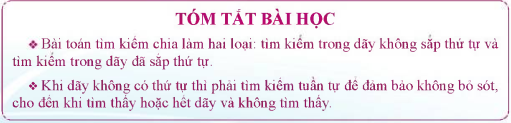 TÓM TẮT BÀI HỌC
❖ Bài toán tìm kiếm chia làm hai loại: tìm kiếm trong dãy không sắp thứ tự và
tìm kiếm trong dãy đã sắp thứ tự.
❖ Khi dãy không có thứ tự thì phải tìm kiếm tuần tự để đảm bảo không bỏ sót,
cho đến khi tìm thấy hoặc hết dãy và không tìm thấy.